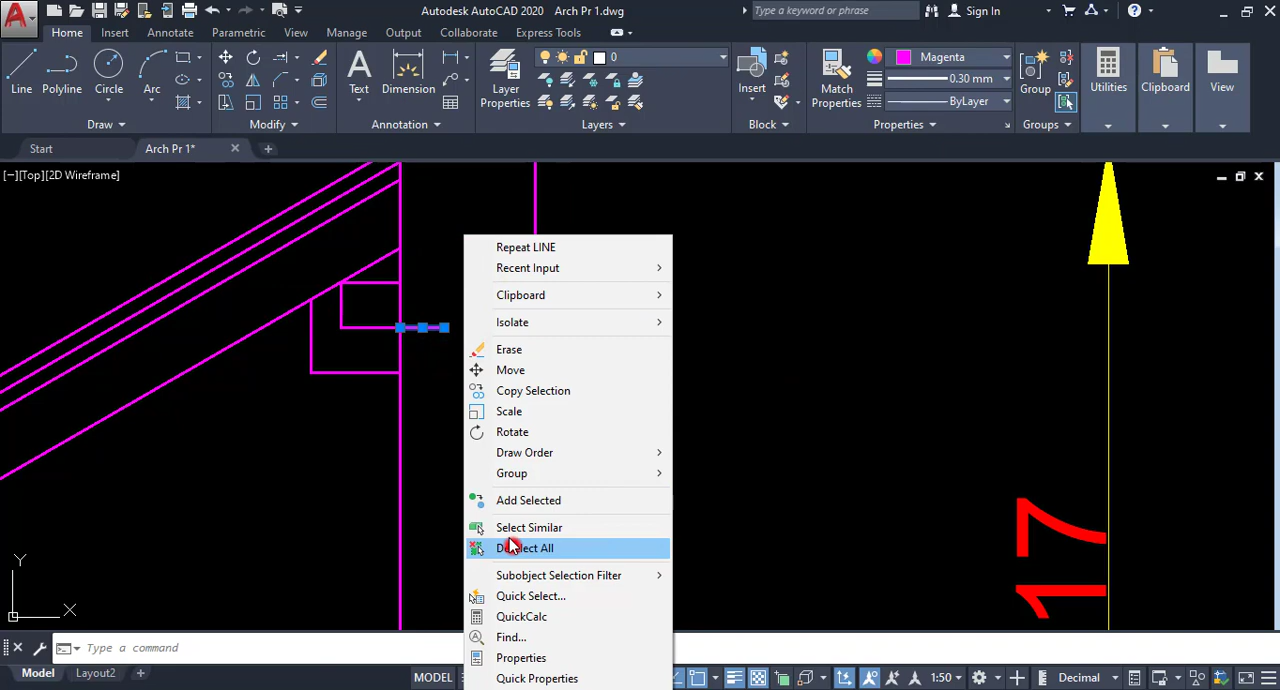 Autodesk AutoCAD 2020 Arch Pr 1.dwg
Type a keyword or phrase
Sign In
Home Insert Annotate Parametric View Manage Output Collaborate Express Tools
Line Polyline Circle Arc
Text Dimension
Layer
Properties
0
Insert
Match
Properties
Magenta
0.30 mm
ByLayer
Group
Utilities
Clipboard
View
Draw Modify Annotation Layers Block Properties Groups
Start Arch Pr 1*
[−][Top][2D Wireframe]
Repeat LINE
Recent Input
Clipboard
Isolate
Erase
Move
Copy Selection
Scale
Rotate
Draw Order
Group
Add Selected
Select Similar
Deselect All
Subobject Selection Filter
Quick Select...
QuickCalc
Find...
Properties
Quick Properties
17
Y
X
Type a command
Model Layout2
MODEL
1:50
Decimal